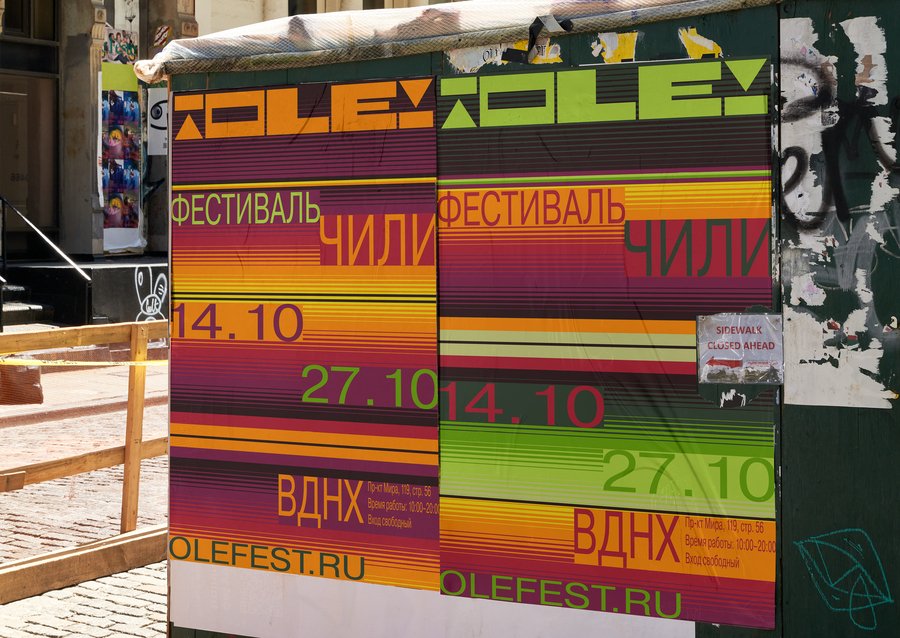 ¡OLE!
ФЕСТИВАЛЬ
ЧИЛИ
14.10
27.10
ВДНХ
Пр-кт Мира, 119, стр. 56
Время работы: 10:00–20:00
Вход свободный
OLEFEST.RU
¡OLE!
ФЕСТИВАЛЬ
ЧИЛИ
14.10
27.10
ВДНХ
Пр-кт Мира, 119, стр. 56
Время работы: 10:00–20:00
Вход свободный
OLEFEST.RU
SIDEWALK
CLOSED AHEAD